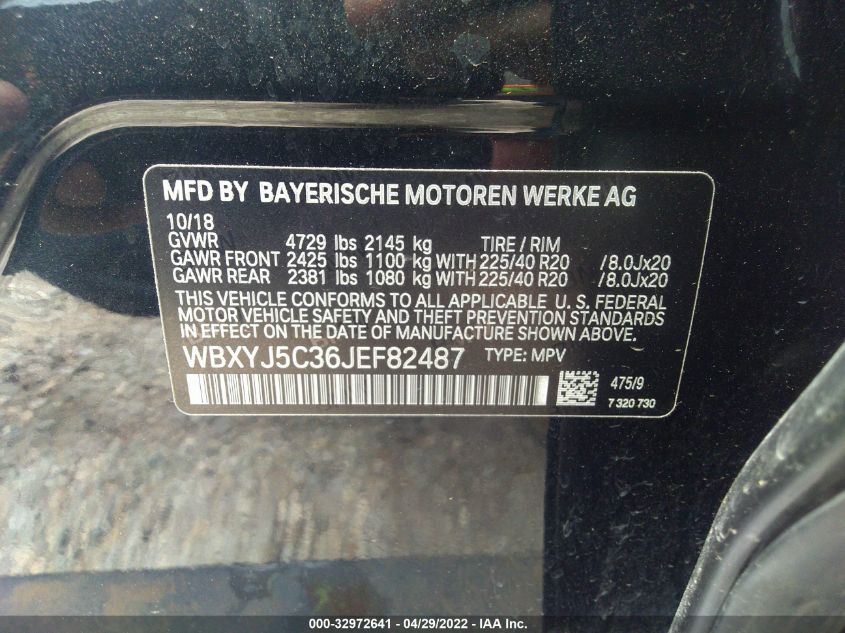 MFD BY BAYERISCHE MOTOREN WERKE AG
10/18
GVWR 4729 lbs 2145 kg TIRE / RIM
GAWR FRONT 2425 lbs 1100 kg WITH 225/40 R20 /8.0Jx20
GAWR REAR 2381 lbs 1080 kg WITH 225/40 R20 /8.0Jx20
THIS VEHICLE CONFORMS TO ALL APPLICABLE U. S. FEDERAL
MOTOR VEHICLE SAFETY AND THEFT PREVENTION STANDARDS
IN EFFECT ON THE DATE OF MANUFACTURE SHOWN ABOVE.
WBXYJ5C36JEF82487 TYPE: MPV
475/9
7 320 730
000-32972641 - 04/29/2022 - IAA Inc.